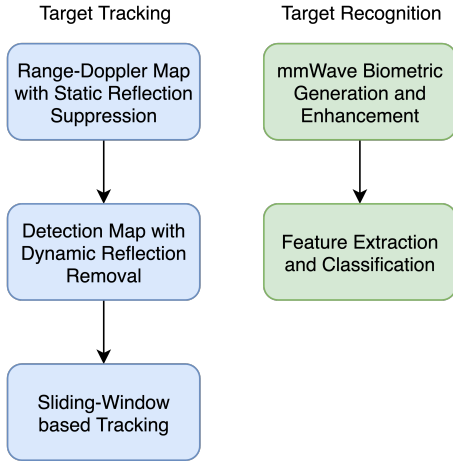 Target Tracking
Range-Doppler Map
with Static Reflection
Suppression
Detection Map with
Dynamic Reflection
Removal
Sliding-Window
based Tracking
Target Recognition
mmWave Biometric
Generation and
Enhancement
Feature Extraction
and Classification